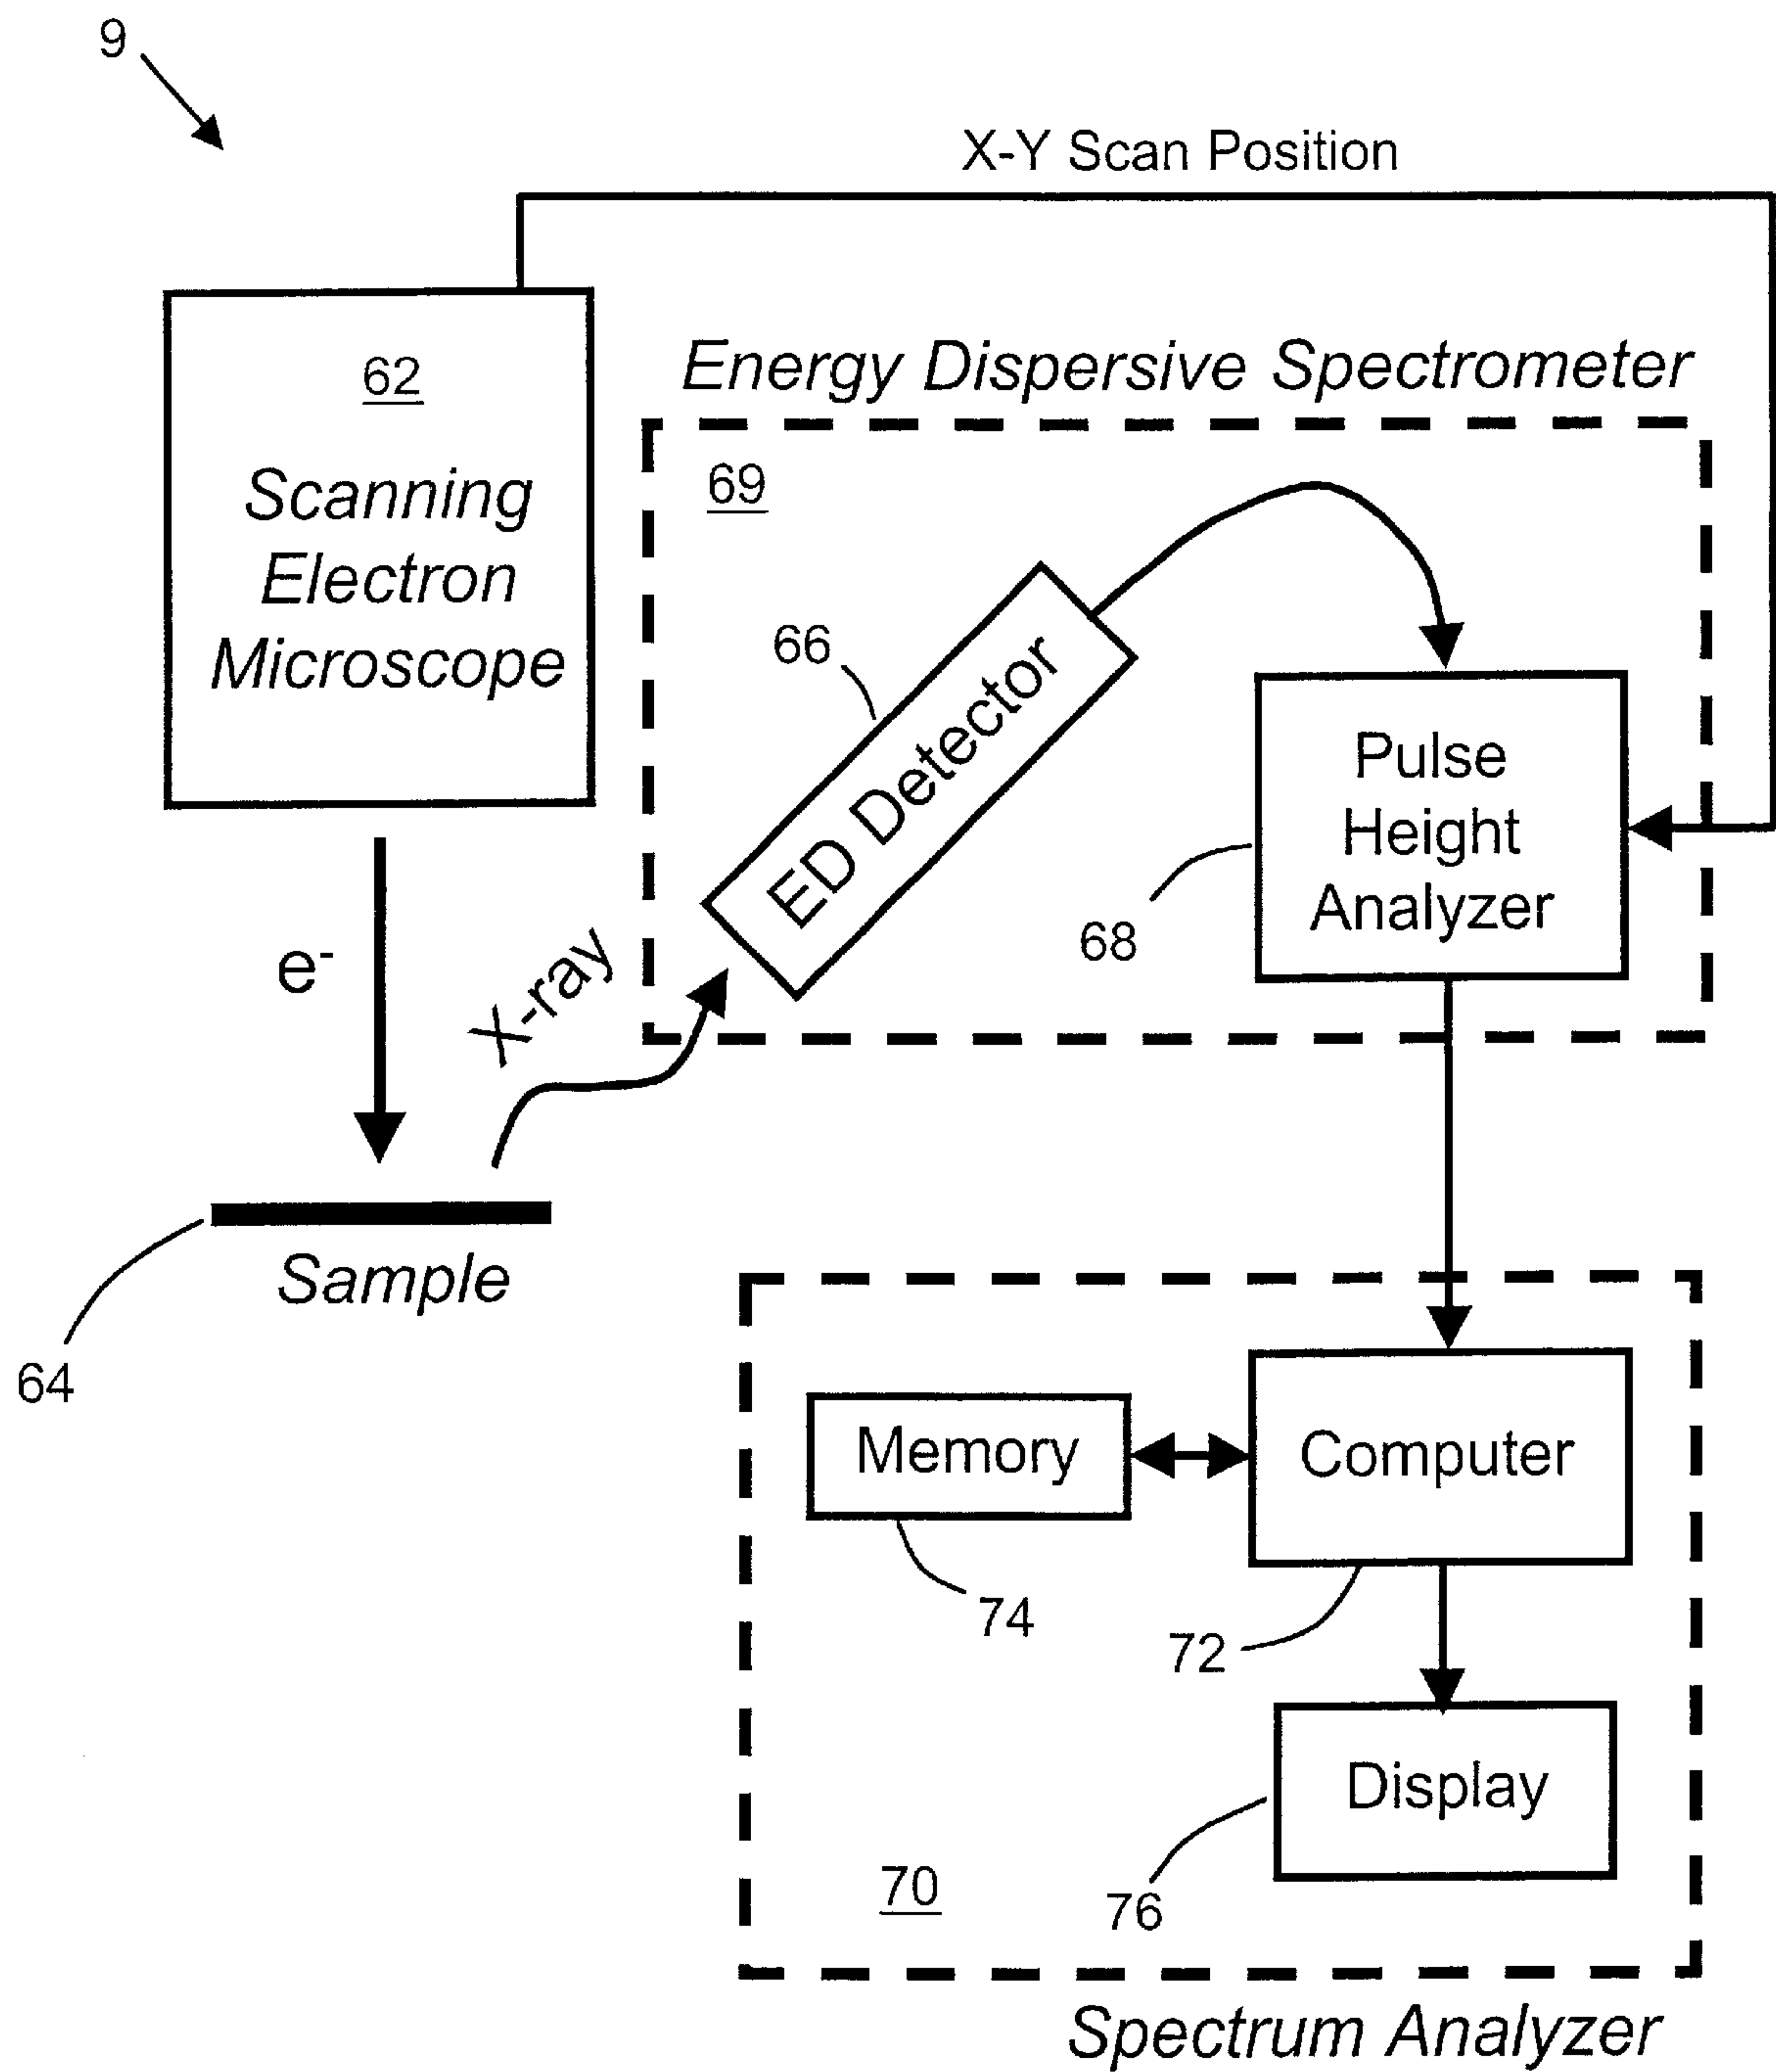 9
X-Y Scan Position
62
Scanning
Electron
Microscope
Energy Dispersive Spectrometer
69
66
ED Detector
Pulse
Height
Analyzer
68
e-
X-ray
64
Sample
Memory
Computer
74
72
Display
76
70
Spectrum Analyzer